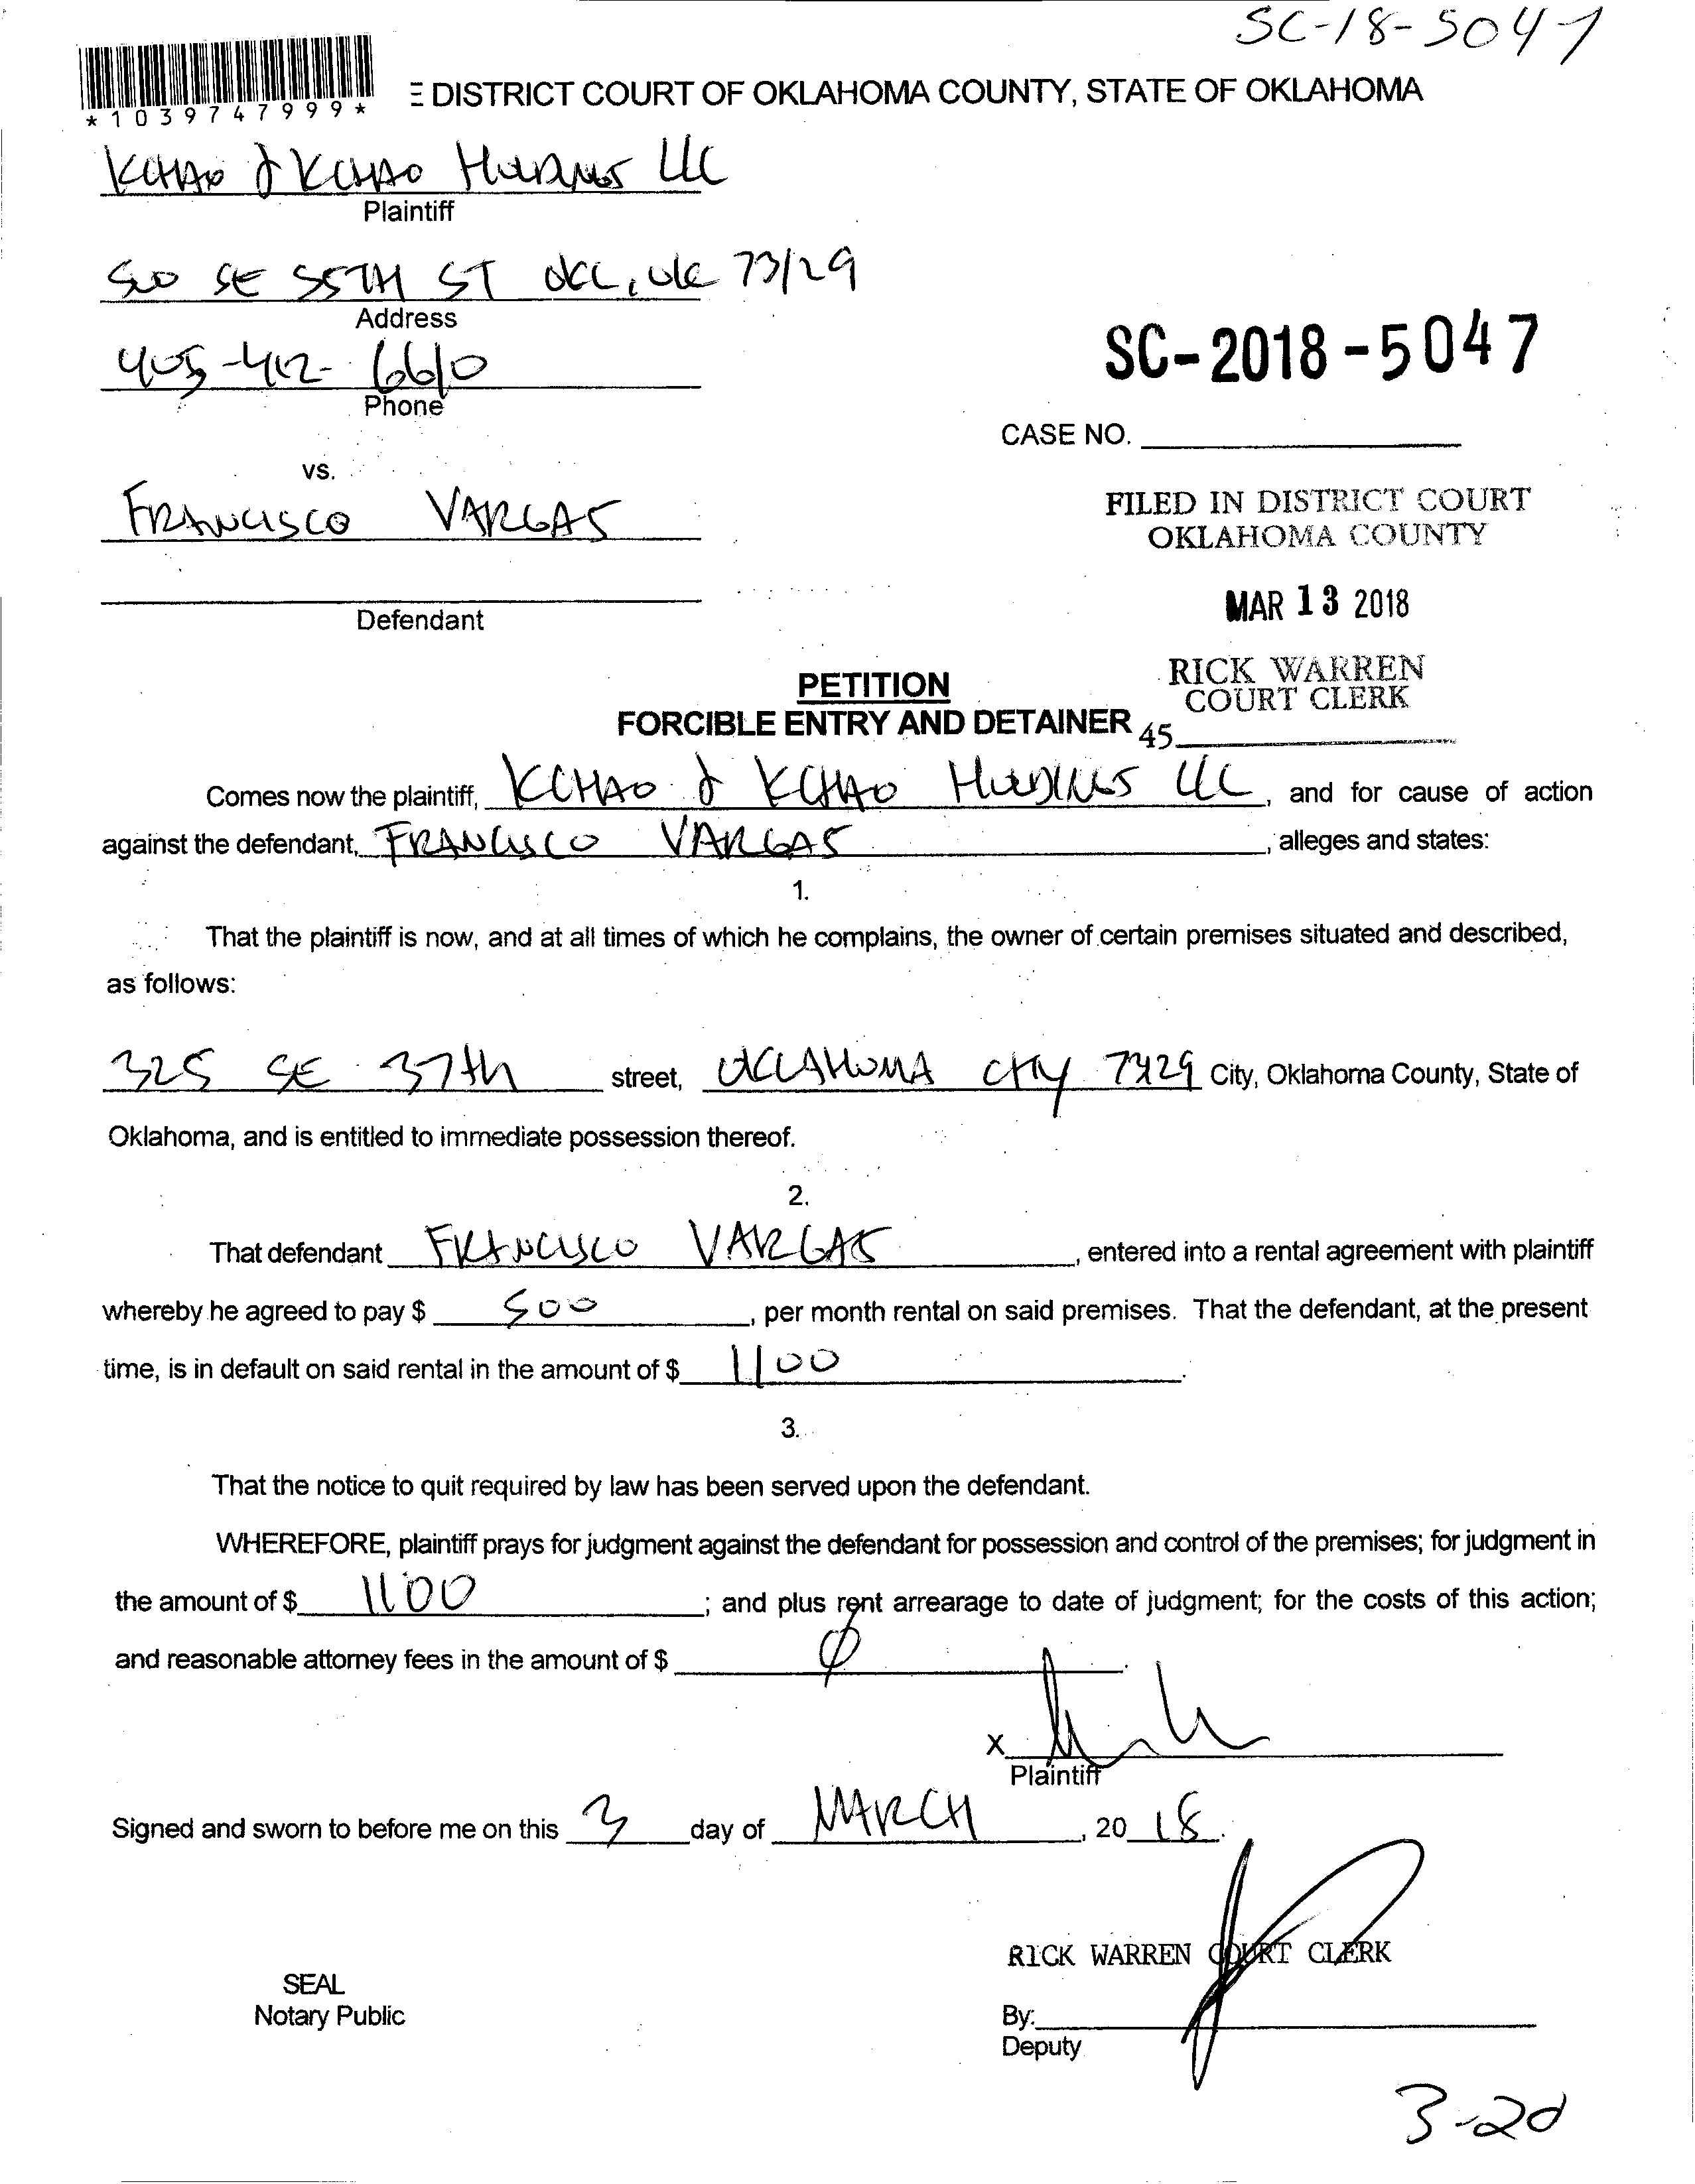 SC-18-5047
*1039747999*
E DISTRICT COURT OF OKLAHOMA COUNTY, STATE OF OKLAHOMA
KCHAO & KCHAO HOLDINGS LLC
Plaintiff
500 SE 55TH ST OKC, OK 73129
Address
405-412-6610
Phone
SC-2018-5047
CASE NO.
vs.
FRANCISCO VARGAS
FILED IN DISTRICT COURT
OKLAHOMA COUNTY
Defendant
MAR 13 2018
PETITION
RICK WARREN
COURT CLERK
FORCIBLE ENTRY AND DETAINER
45
Comes now the plaintiff, KCHAO & KCHAO HOLDINGS LLC, and for cause of action
against the defendant, FRANCISCO VARGAS, alleges and states:
1.
That the plaintiff is now, and at all times of which he complains, the owner of certain premises situated and described,
as follows:
325 SE 37th street, OKLAHOMA City 73129 City, Oklahoma County, State of
Oklahoma, and is entitled to immediate possession thereof.
2.
That defendant FRANCISCO VARGAS, entered into a rental agreement with plaintiff
whereby he agreed to pay $ 500, per month rental on said premises. That the defendant, at the present
time, is in default on said rental in the amount of $ 1100.
3.
That the notice to quit required by law has been served upon the defendant.
WHEREFORE, plaintiff prays for judgment against the defendant for possession and control of the premises; for judgment in
the amount of $ 1100; and plus rent arrearage to date of judgment; for the costs of this action;
and reasonable attorney fees in the amount of $ Ø.
X
Plaintiff
Signed and sworn to before me on this 3 day of MARCH, 2018.
RICK WARREN COURT CLERK
SEAL
Notary Public
By:
Deputy
3-20